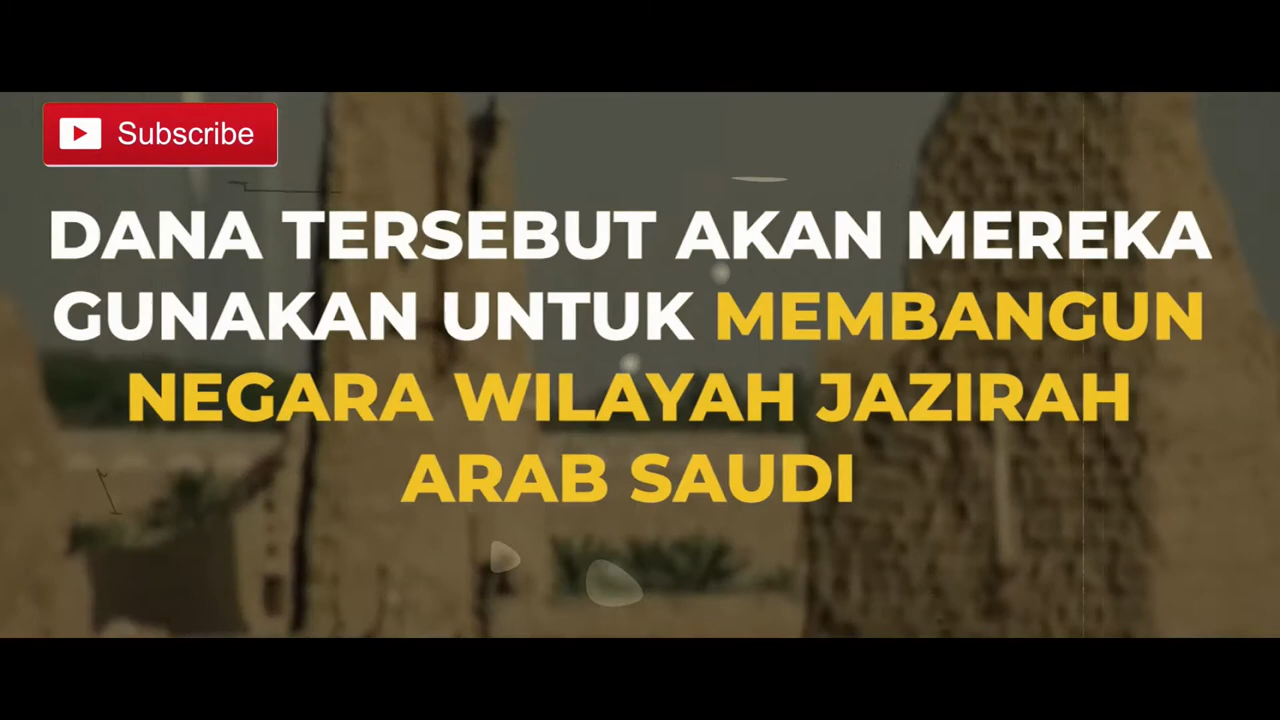 Subscribe
DANA TERSEBUT AKAN MEREKA
GUNAKAN UNTUK MEMBANGUN
NEGARA WILAYAH JAZIRAH
ARAB SAUDI